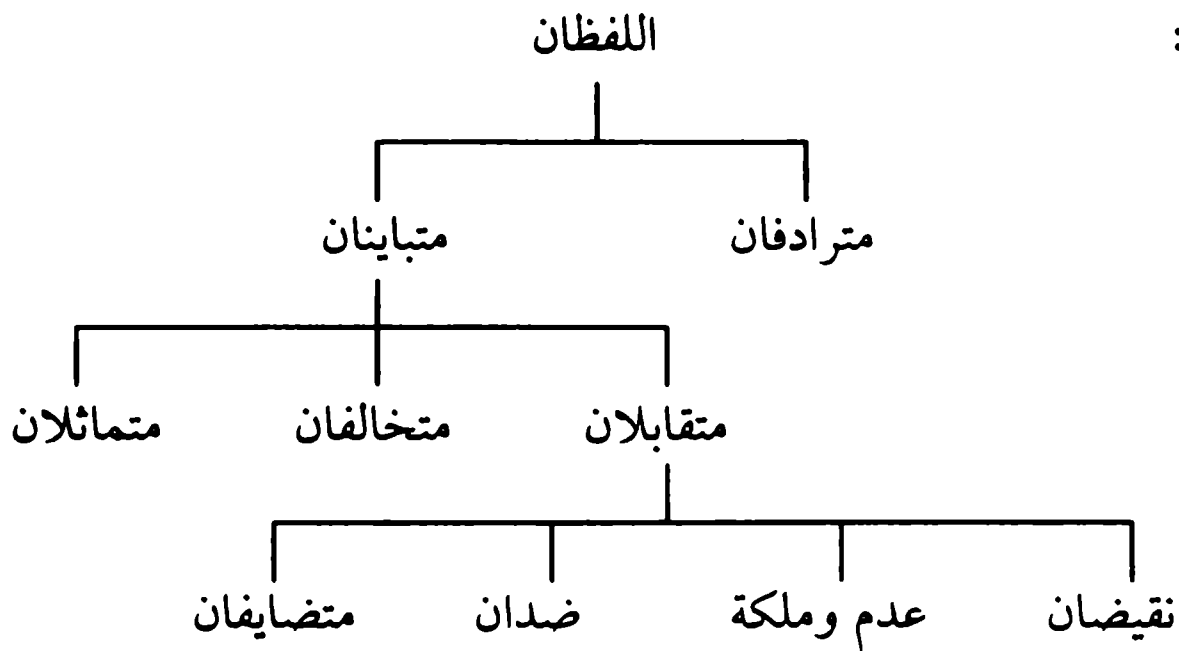 : اللفظان
مترادفان متباينان
متقابلان متخالفان متماثلان
نقيضان عدم وملكة ضدان متضايفان